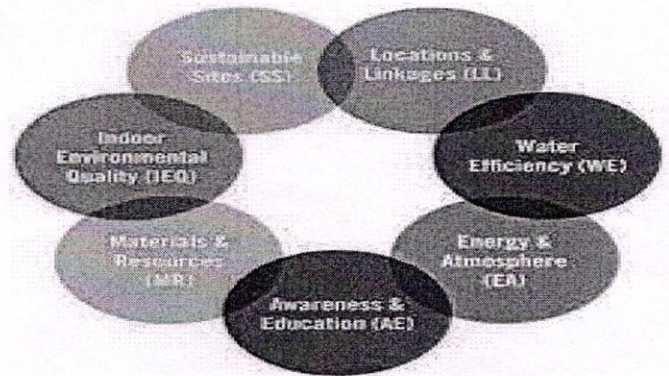 Sustainable
Sites (SS)
Locations &
Linkages (LL)
Water
Efficiency (WE)
Energy &
Atmosphere
(EA)
Awareness &
Education (AE)
Materials &
Resources
(MR)
Indoor
Environmental
Quality (IEQ)